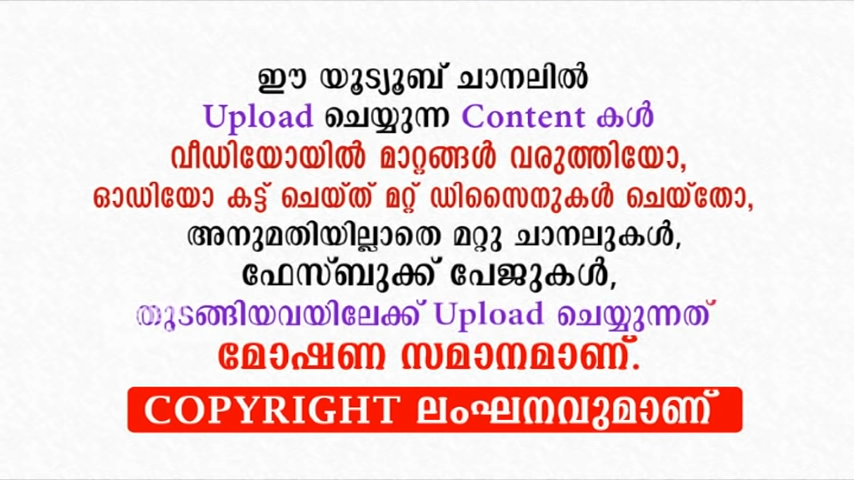 ഈ യൂട്യൂബ് ചാനലിൽ
Upload ചെയ്യുന്ന Content കൾ
വീഡിയോയിൽ മാറ്റങ്ങൾ വരുത്തിയോ,
ഓഡിയോ കട്ട് ചെയ്ത് മറ്റ് ഡിസൈനുകൾ ചെയ്തോ,
അനുമതിയില്ലാതെ മറ്റു ചാനലുകൾ,
ഫേസ്ബുക്ക് പേജുകൾ,
തുടങ്ങിയവയിലേക്ക് Upload ചെയ്യുന്നത്
മോഷണ സമാനമാണ്.
COPYRIGHT ലംഘനവുമാണ്